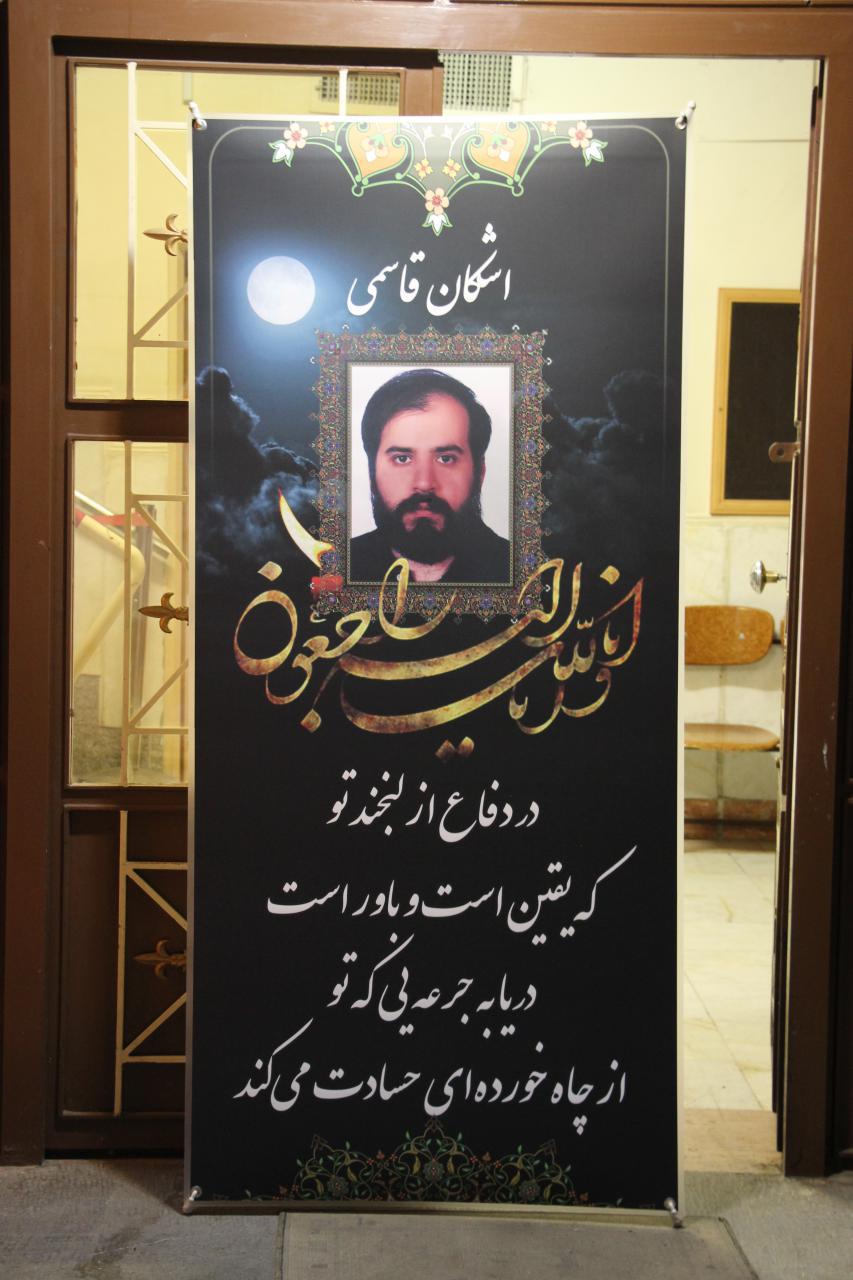 اشکان قاسمی
انا لله و انا الیه راجعون
در دفاع از لبخند تو
که یقین است و باور است
دریا به جرعه یی که تو
از چاه خورده ای حسادت می کند